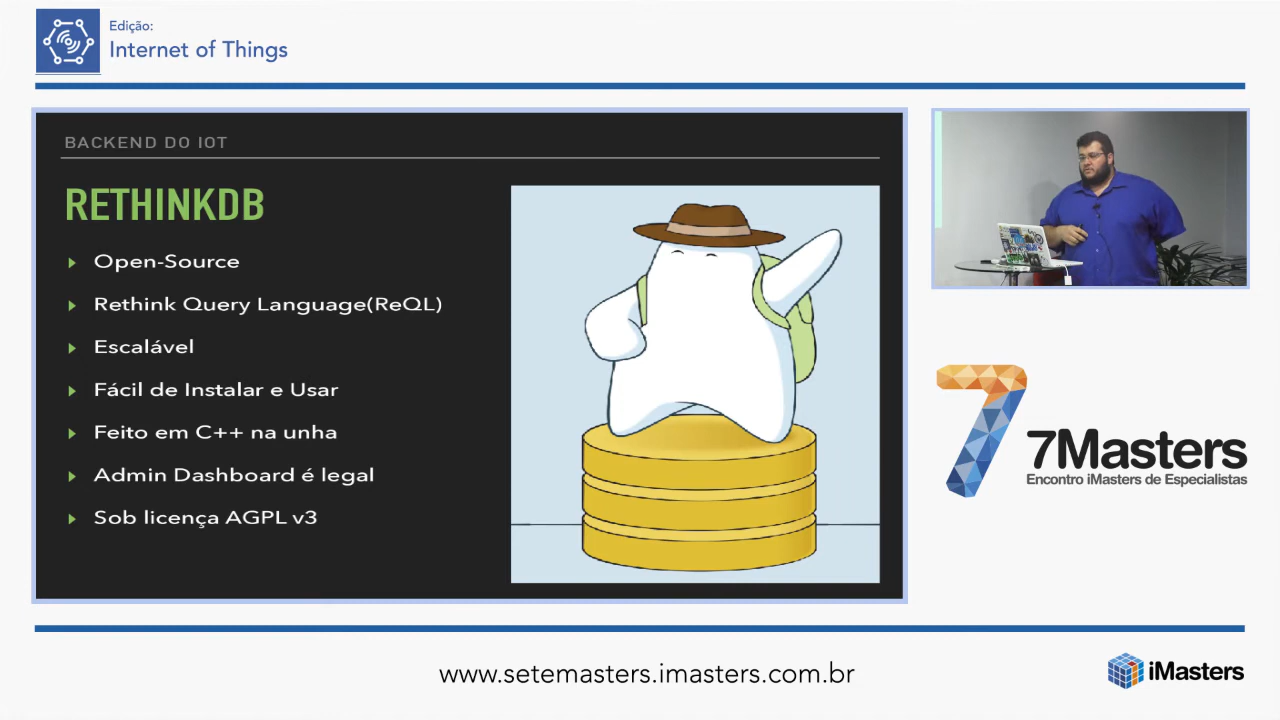 Edição:
Internet of Things
BACKEND DO IOT
RETHINKDB
Open-Source
Rethink Query Language(ReQL)
Escalável
Fácil de Instalar e Usar
Feito em C++ na unha
Admin Dashboard é legal
Sob licença AGPL v3
7Masters
Encontro iMasters de Especialistas
www.setemasters.imasters.com.br
iMasters